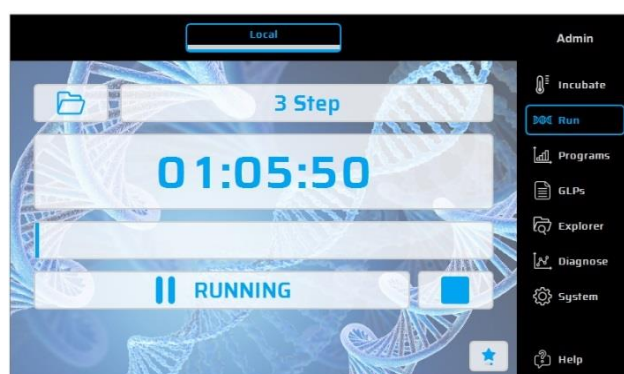 Local
Admin
3 Step
01:05:50
RUNNING
Incubate
Run
Programs
GLPs
Explorer
Diagnose
System
Help